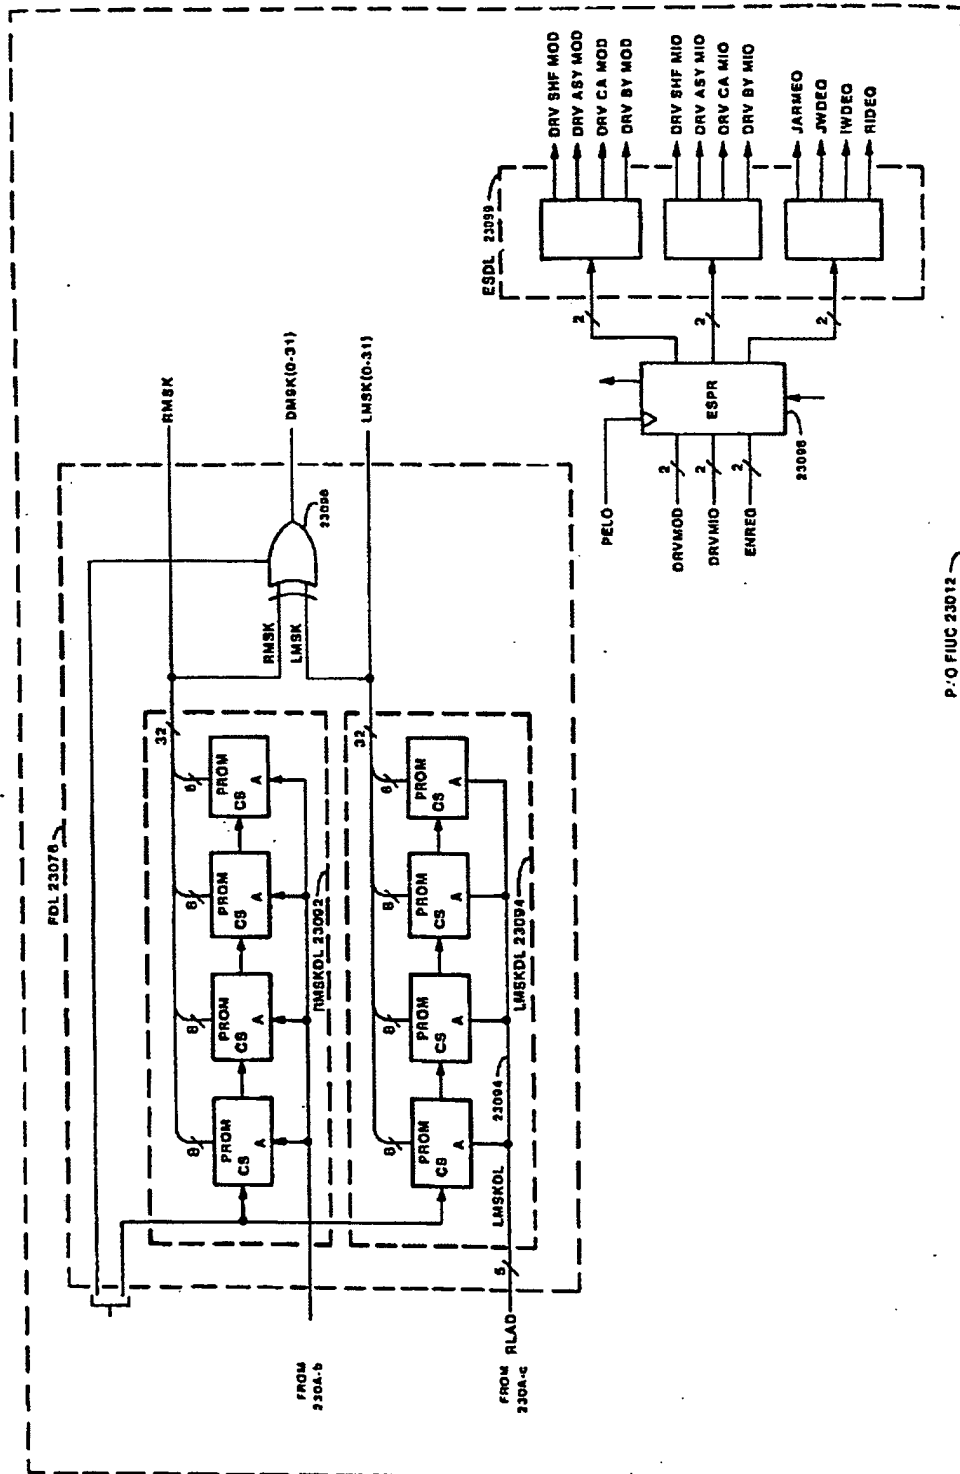 FDL 23076
RMSK
DMSK(0-31)
LMSK(0-31)
23096
RMSK
LMSK
32
8
8
8
8
PROM
CS
A
PROM
CS
A
PROM
CS
A
PROM
CS
A
RMSKDL 23092
32
8
8
8
8
PROM
CS
A
PROM
CS
A
PROM
CS
A
PROM
CS
A
LMSKDL 23094
LMSKDL
23094
5
FROM
230A-b
RLAD
FROM
230A-c
ESDL 23099
DRV SHF MOD
DRV ASY MOD
DRV CA MOD
DRV BY MOD
DRV SHF MIO
DRV ASY MIO
DRV CA MIO
DRV BY MIO
JARMEQ
JWDEQ
IWDEQ
RIDEQ
2
2
2
ESPR
23098
PELO
DRVMOD
DRVMIO
ENREG
2
2
2
P/O FIUC 23012